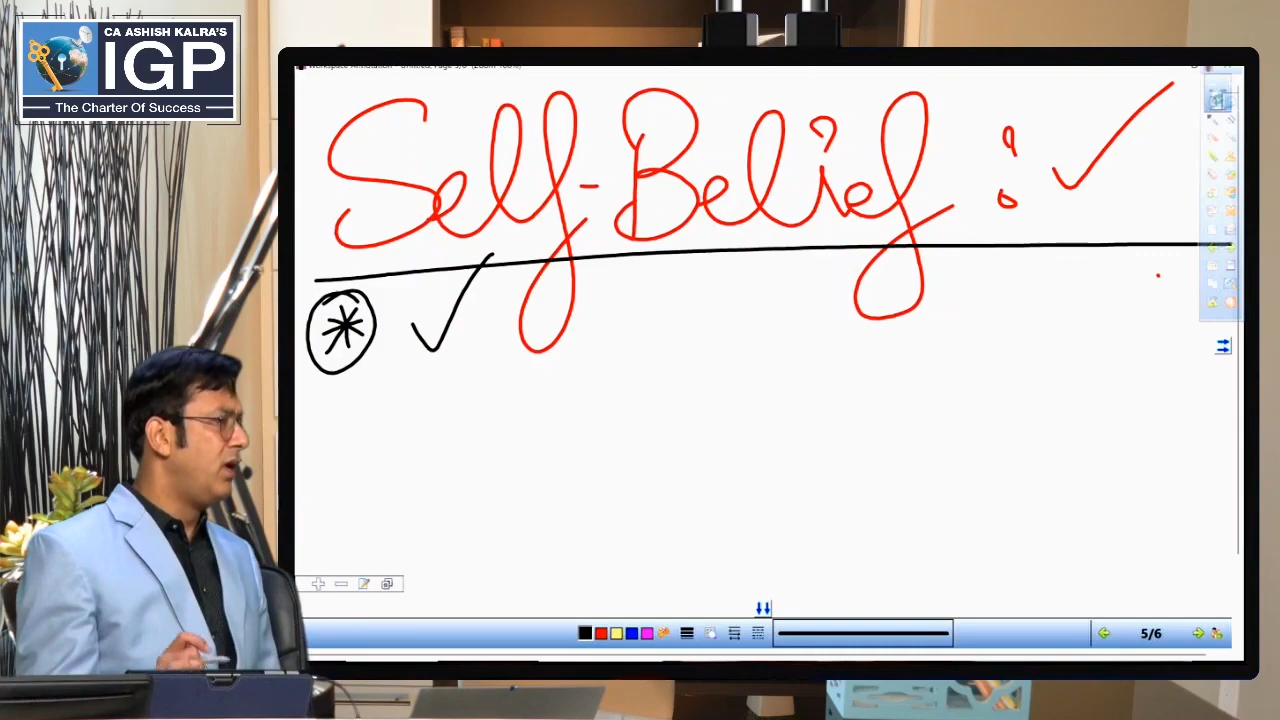 CA ASHISH KALRA'S
IGP
The Charter Of Success
Self-Belief : ✓
* ✓
5/6